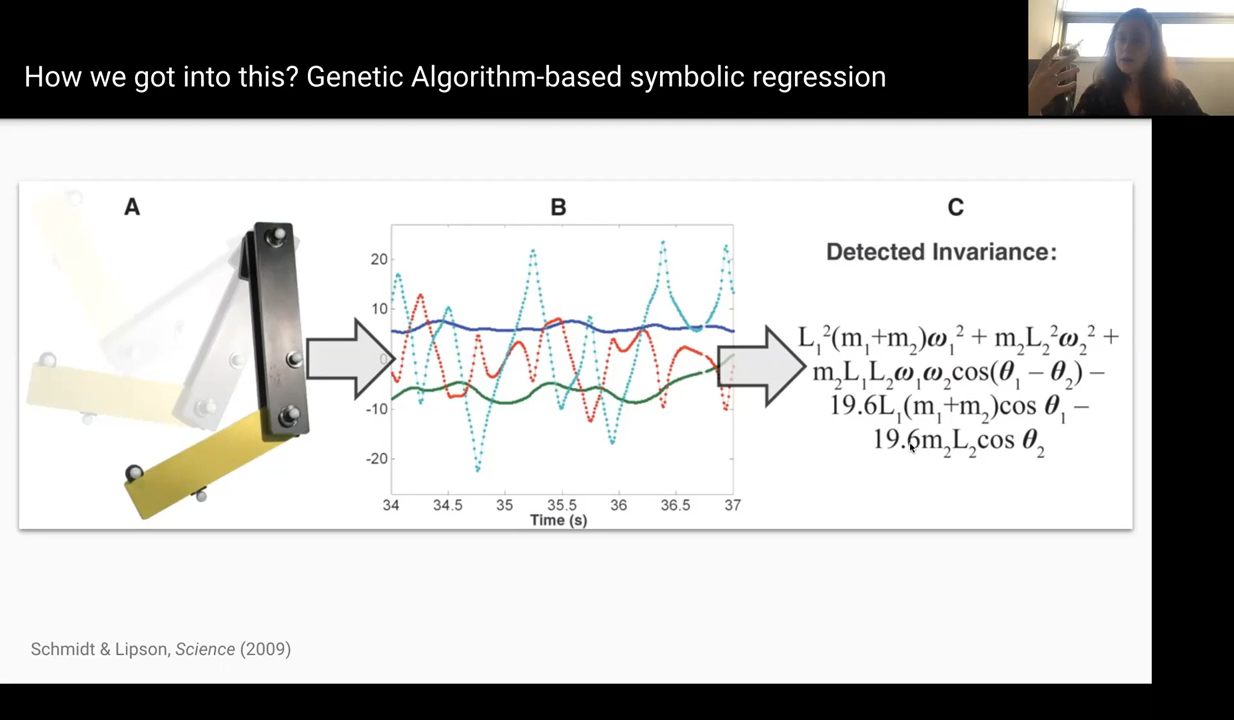 How we got into this? Genetic Algorithm-based symbolic regression
A
B
C
20
10
0
-10
-20
34
34.5
35
35.5
36
36.5
37
Time (s)
Detected Invariance:
L₁²(m₁+m₂)ω₁² + m₂L₂²ω₂² +
m₂L₁L₂ω₁ω₂cos(θ₁ − θ₂) −
19.6L₁(m₁+m₂)cos θ₁ −
19.6m₂L₂cos θ₂
Schmidt & Lipson, Science (2009)